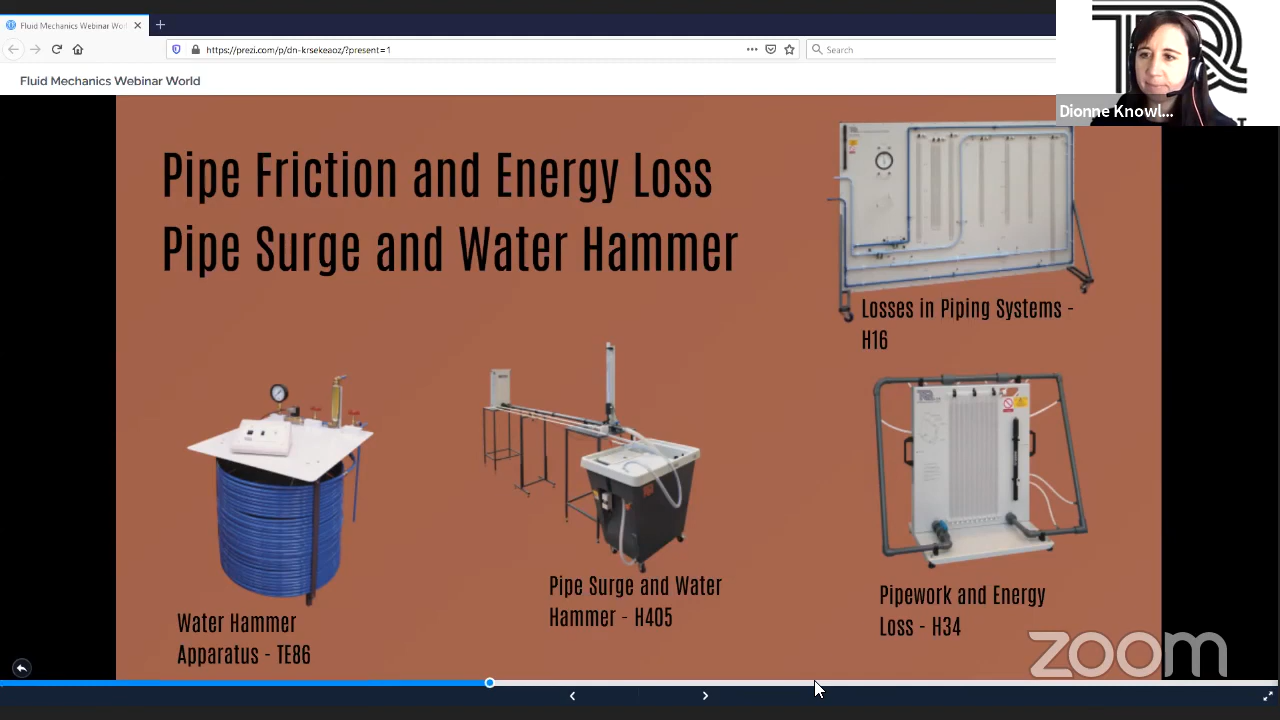 Fluid Mechanics Webinar Wor
https://prezi.com/p/dn-krsekeaoz/?present=1
Search
Fluid Mechanics Webinar World
Dionne Knowl...
Pipe Friction and Energy Loss
Pipe Surge and Water Hammer
Losses in Piping Systems -
H16
Water Hammer
Apparatus - TE86
Pipe Surge and Water
Hammer - H405
Pipework and Energy
Loss - H34
zoom